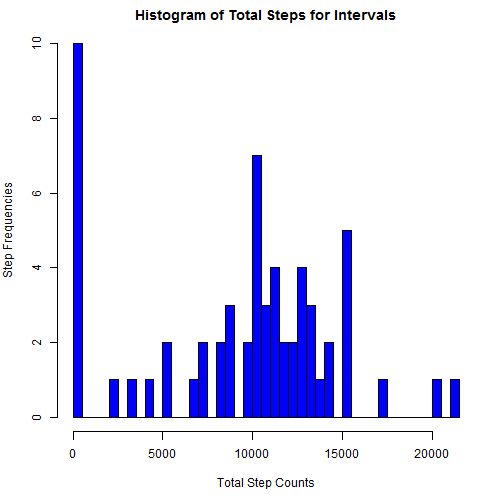 Histogram of Total Steps for Intervals
Step Frequencies
10
8
6
4
2
0
0 5000 10000 15000 20000
Total Step Counts